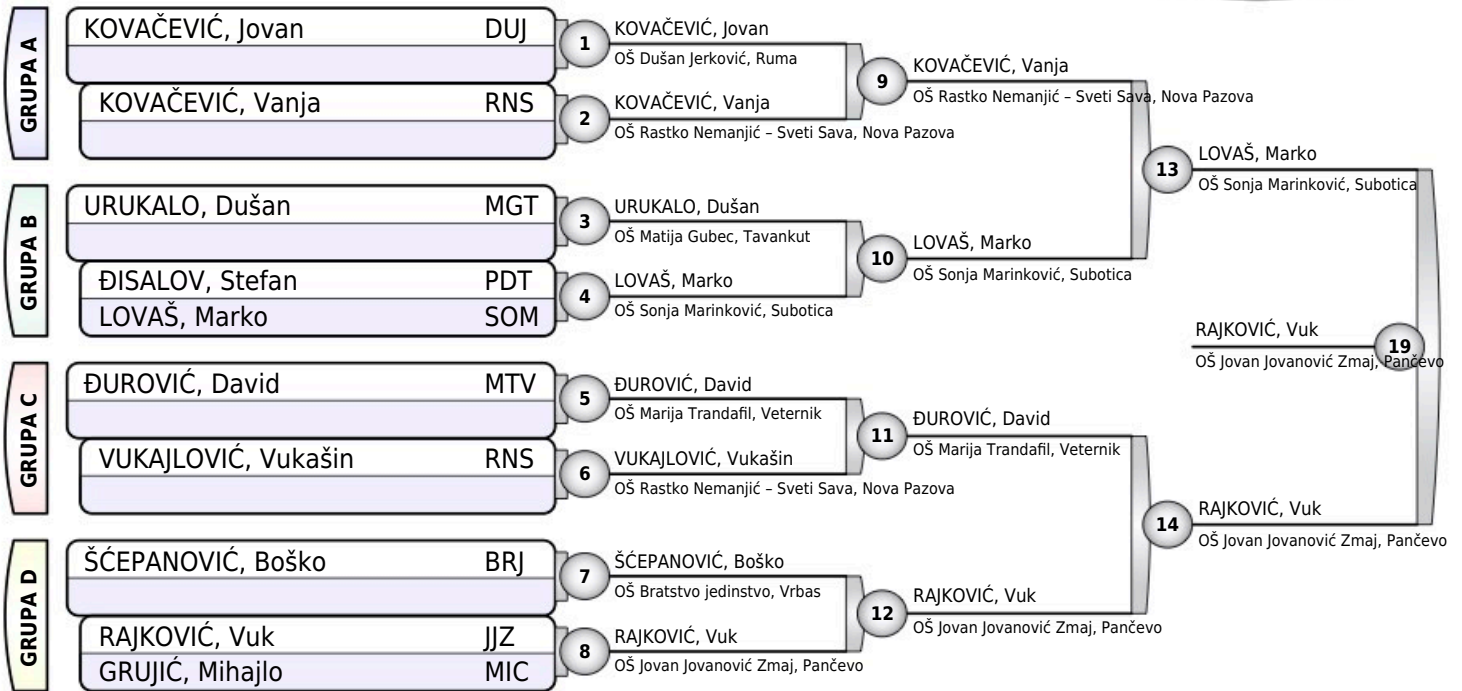 GRUPA A
KOVAČEVIĆ, Jovan DUJ
KOVAČEVIĆ, Vanja RNS
GRUPA B
URUKALO, Dušan MGT
ĐISALOV, Stefan PDT
LOVAŠ, Marko SOM
GRUPA C
ĐUROVIĆ, David MTV
VUKAJLOVIĆ, Vukašin RNS
GRUPA D
ŠĆEPANOVIĆ, Boško BRJ
RAJKOVIĆ, Vuk JJZ
GRUJIĆ, Mihajlo MIC
1
KOVAČEVIĆ, Jovan
OŠ Dušan Jerković, Ruma
2
KOVAČEVIĆ, Vanja
OŠ Rastko Nemanjić – Sveti Sava, Nova Pazova
3
URUKALO, Dušan
OŠ Matija Gubec, Tavankut
4
LOVAŠ, Marko
OŠ Sonja Marinković, Subotica
5
ĐUROVIĆ, David
OŠ Marija Trandafil, Veternik
6
VUKAJLOVIĆ, Vukašin
OŠ Rastko Nemanjić – Sveti Sava, Nova Pazova
7
ŠĆEPANOVIĆ, Boško
OŠ Bratstvo jedinstvo, Vrbas
8
RAJKOVIĆ, Vuk
OŠ Jovan Jovanović Zmaj, Pančevo
9
KOVAČEVIĆ, Vanja
OŠ Rastko Nemanjić – Sveti Sava, Nova Pazova
10
LOVAŠ, Marko
OŠ Sonja Marinković, Subotica
11
ĐUROVIĆ, David
OŠ Marija Trandafil, Veternik
12
RAJKOVIĆ, Vuk
OŠ Jovan Jovanović Zmaj, Pančevo
13
LOVAŠ, Marko
OŠ Sonja Marinković, Subotica
14
RAJKOVIĆ, Vuk
OŠ Jovan Jovanović Zmaj, Pančevo
RAJKOVIĆ, Vuk
19
OŠ Jovan Jovanović Zmaj, Pančevo